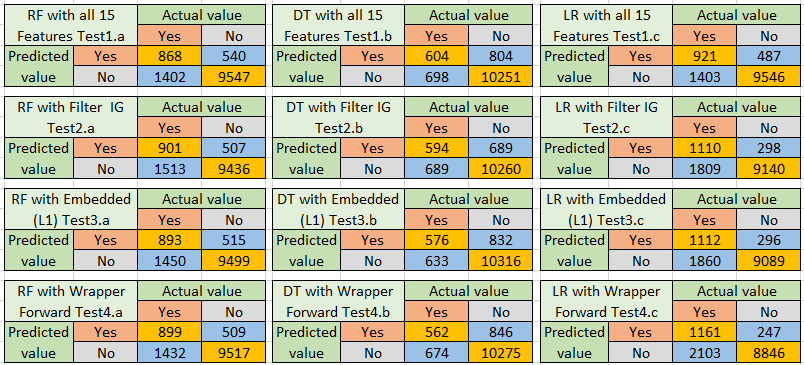 RF with all 15 Features Test1.a Actual value
Yes No
Predicted value Yes 868 540
No 1402 9547
DT with all 15 Features Test1.b Actual value
Yes No
Predicted value Yes 604 804
No 698 10251
LR with all 15 Features Test1.c Actual value
Yes No
Predicted value Yes 921 487
No 1403 9546
RF with Filter IG Test2.a Actual value
Yes No
Predicted value Yes 901 507
No 1513 9436
DT with Filter IG Test2.b Actual value
Yes No
Predicted value Yes 594 689
No 689 10260
LR with Filter IG Test2.c Actual value
Yes No
Predicted value Yes 1110 298
No 1809 9140
RF with Embedded (L1) Test3.a Actual value
Yes No
Predicted value Yes 893 515
No 1450 9499
DT with Embedded (L1) Test3.b Actual value
Yes No
Predicted value Yes 576 832
No 633 10316
LR with Embedded (L1) Test3.c Actual value
Yes No
Predicted value Yes 1112 296
No 1860 9089
RF with Wrapper Forward Test4.a Actual value
Yes No
Predicted value Yes 899 509
No 1432 9517
DT with Wrapper Forward Test4.b Actual value
Yes No
Predicted value Yes 562 846
No 674 10275
LR with Wrapper Forward Test4.c Actual value
Yes No
Predicted value Yes 1161 247
No 2103 8846